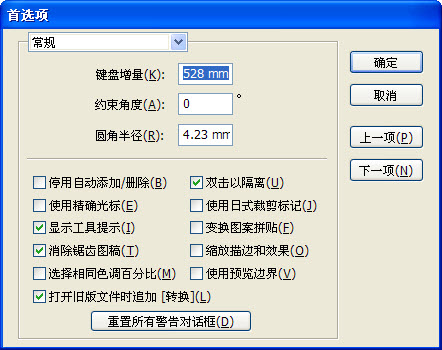 首选项
常规
确定
键盘增量(K): 528 mm
取消
约束角度(A): 0 °
圆角半径(R): 4.23 mm
上一项(P)
下一项(N)
停用自动添加/删除(B) 双击以隔离(U)
使用精确光标(E) 使用日式裁剪标记(J)
显示工具提示(I) 变换图案拼贴(F)
消除锯齿图稿(T) 缩放描边和效果(O)
选择相同色调百分比(M) 使用预览边界(V)
打开旧版文件时追加 [转换](L)
重置所有警告对话框(D)